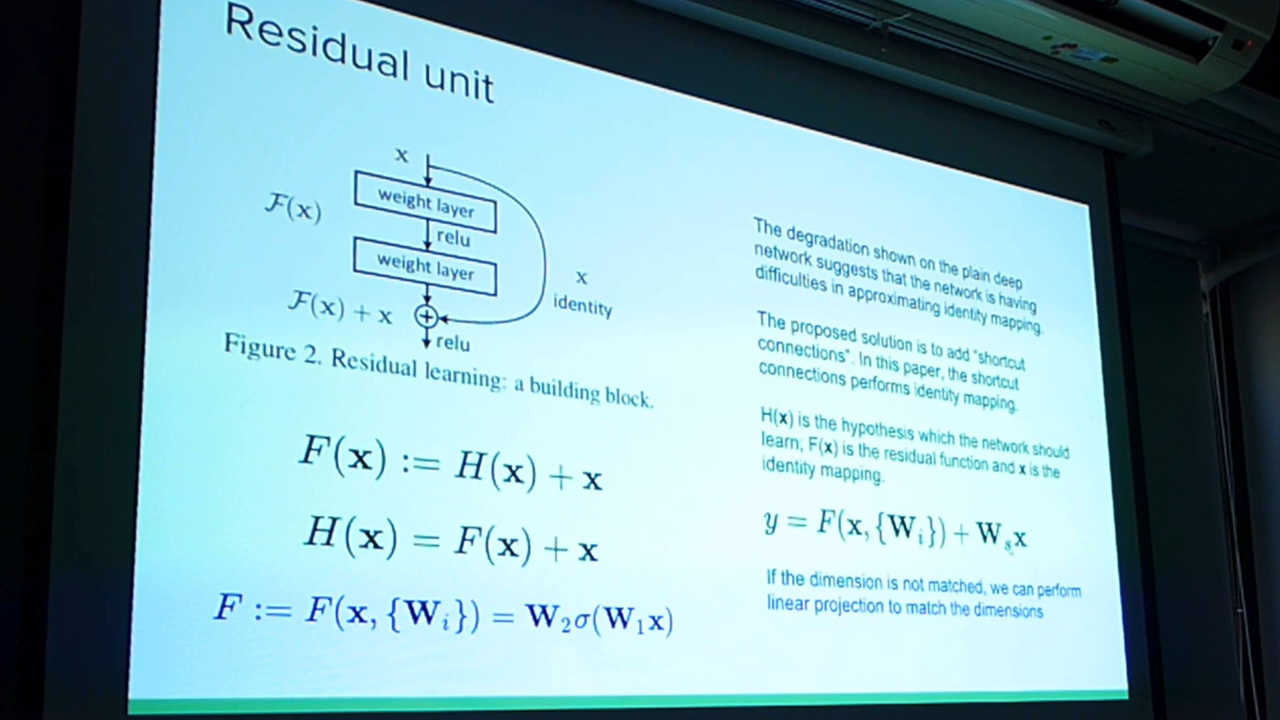 Residual unit
x
weight layer
F(x)
relu
weight layer
x
identity
F(x) + x
relu
Figure 2. Residual learning: a building block.
F(x) := H(x) + x
H(x) = F(x) + x
F := F(x, {Wᵢ}) = W₂σ(W₁x)
The degradation shown on the plain deep
network suggests that the network is having
difficulties in approximating identity mapping.
The proposed solution is to add "shortcut
connections". In this paper, the shortcut
connections performs identity mapping.
H(x) is the hypothesis which the network should
learn; F(x) is the residual function and x is the
identity mapping.
y = F(x, {Wᵢ}) + Wₛx
If the dimension is not matched, we can perform
linear projection to match the dimensions